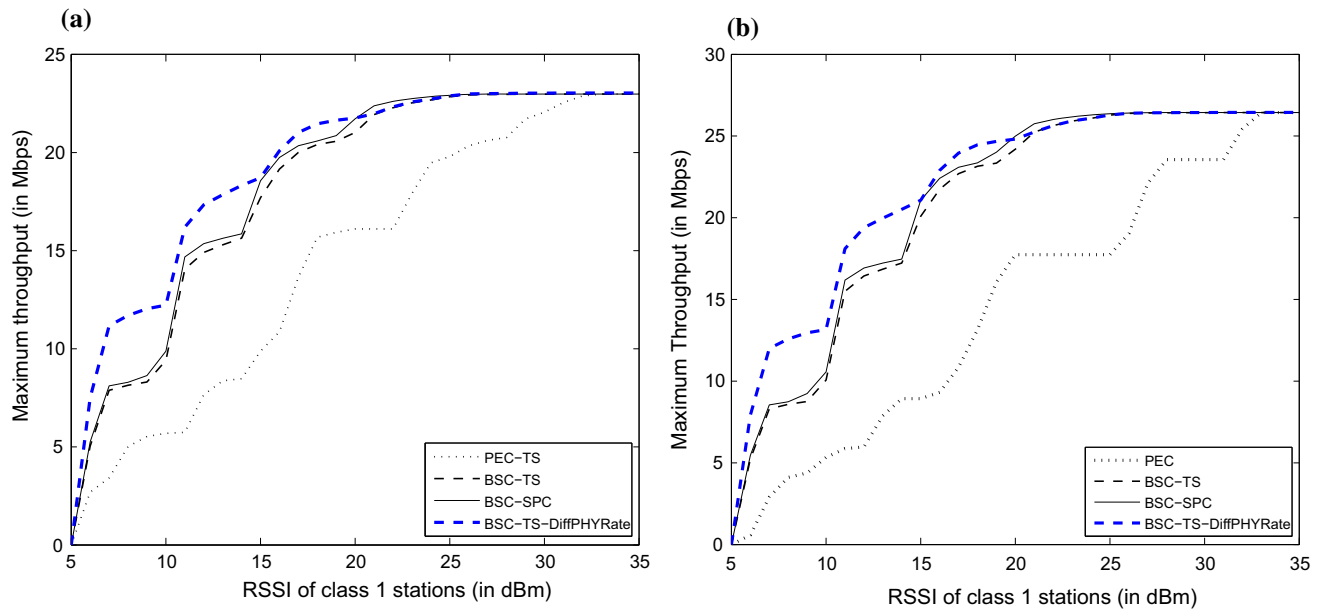 (a)
25
20
15
10
5
0
Maximum throughput (in Mbps)
5 10 15 20 25 30 35
RSSI of class 1 stations (in dBm)
PEC−TS
BSC−TS
BSC−SPC
BSC−TS−DiffPHYRate
(b)
30
25
20
15
10
5
0
Maximum Throughput (in Mbps)
5 10 15 20 25 30 35
RSSI of class 1 stations (in dBm)
PEC
BSC−TS
BSC−SPC
BSC−TS−DiffPHYRate